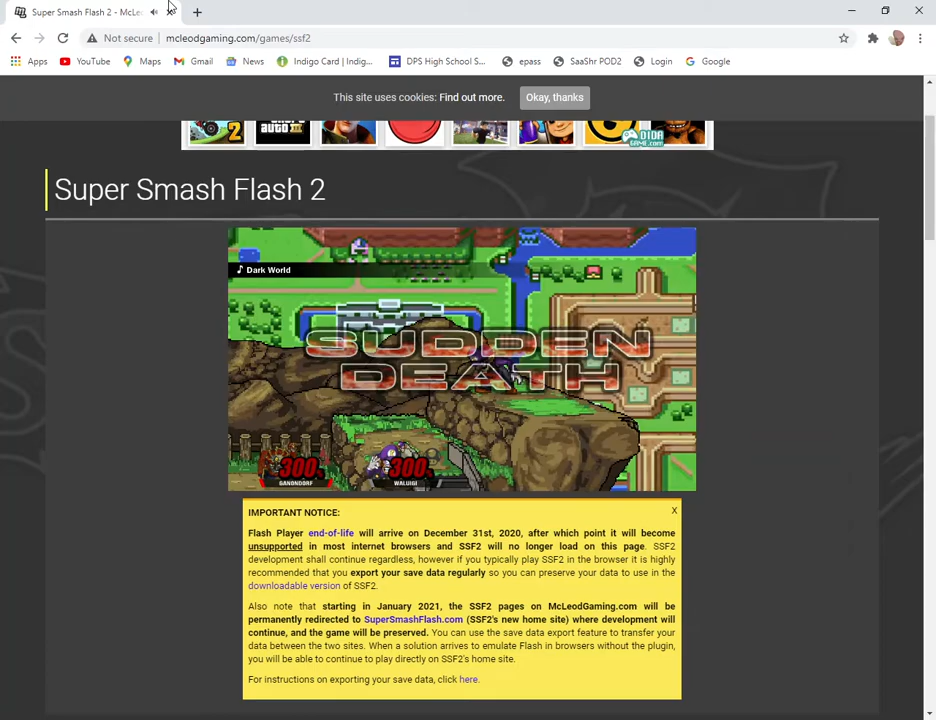 Super Smash Flash 2 - McLe
Not secure | mcleodgaming.com/games/ssf2
Apps YouTube Maps Gmail News Indigo Card | Indig... DPS High School S... epass SaaShr POD2 Login Google
This site uses cookies: Find out more. Okay, thanks
2 III DIDA
GAME.com
Super Smash Flash 2
♪ Dark World
SUDDEN
DEATH
300% 300%
GANONDORF WALUIGI
IMPORTANT NOTICE: X
Flash Player end-of-life will arrive on December 31st, 2020, after which point it will become
unsupported in most internet browsers and SSF2 will no longer load on this page. SSF2
development shall continue regardless, however if you typically play SSF2 in the browser it is highly
recommended that you export your save data regularly so you can preserve your data to use in the
downloadable version of SSF2.
Also note that starting in January 2021, the SSF2 pages on McLeodGaming.com will be
permanently redirected to SuperSmashFlash.com (SSF2's new home site) where development will
continue, and the game will be preserved. You can use the save data export feature to transfer your
data between the two sites. When a solution arrives to emulate Flash in browsers without the plugin,
you will be able to continue to play directly on SSF2's home site.
For instructions on exporting your save data, click here.